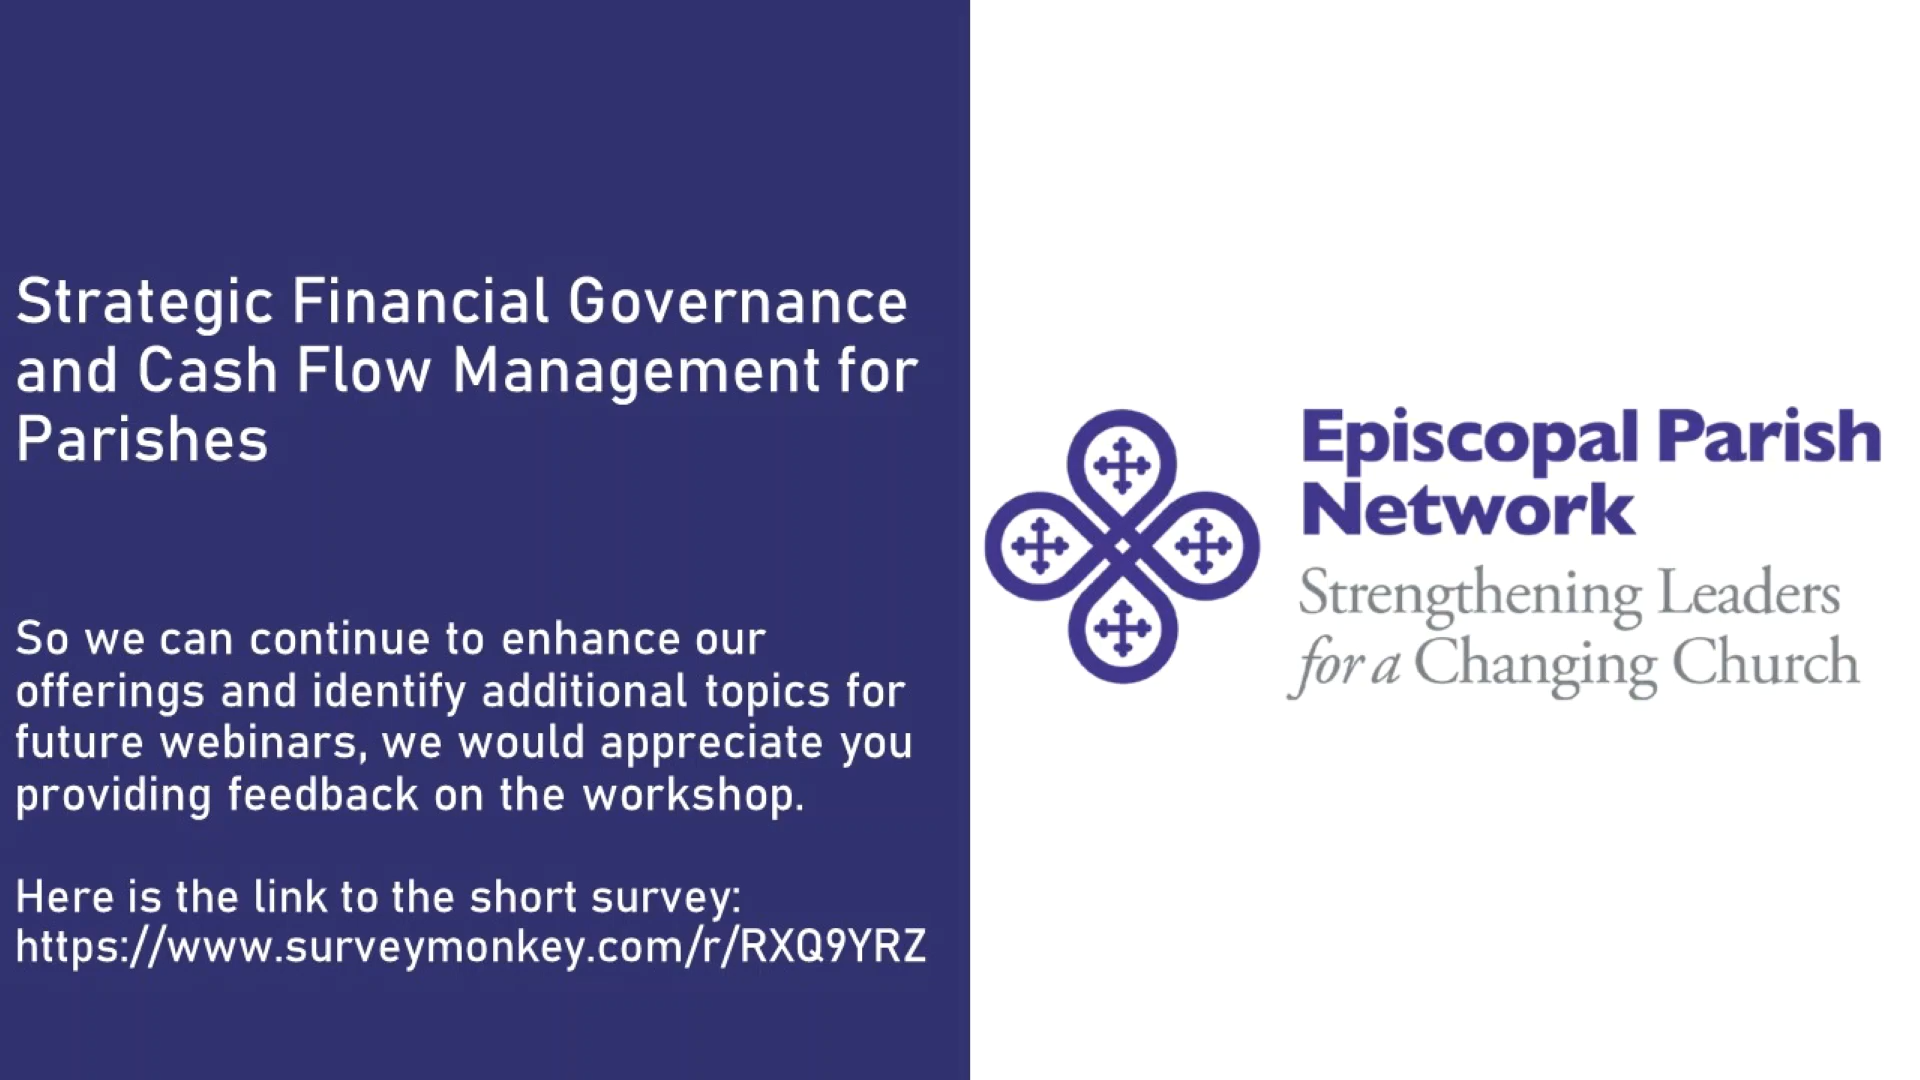 Strategic Financial Governance
and Cash Flow Management for
Parishes
So we can continue to enhance our
offerings and identify additional topics for
future webinars, we would appreciate you
providing feedback on the workshop.
Here is the link to the short survey:
https://www.surveymonkey.com/r/RXQ9YRZ
Episcopal Parish
Network
Strengthening Leaders
for a Changing Church